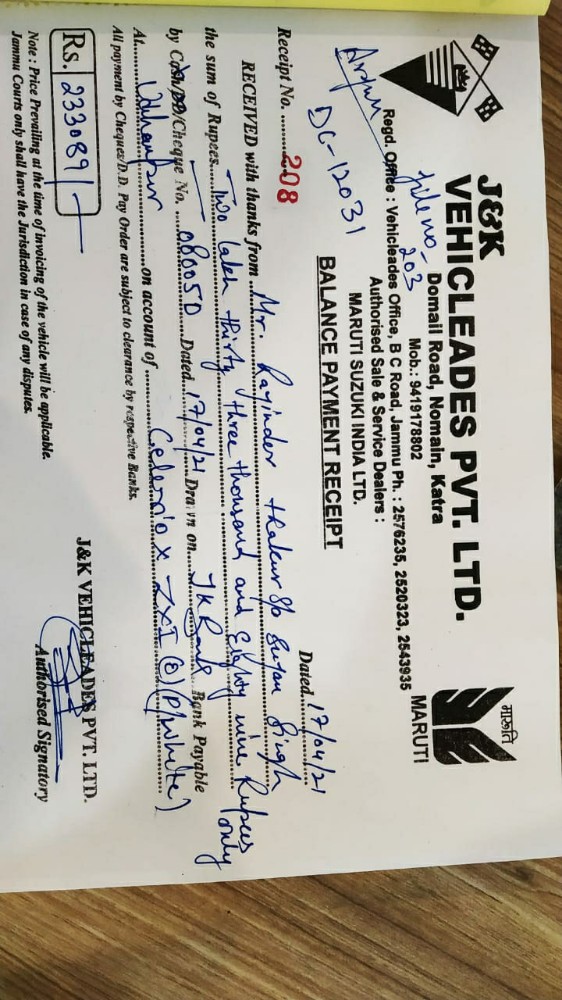 J&K
VEHICLEADES PVT. LTD.
Domail Road, Nomain, Katra
Mob.: 9419178802
Regd. Office : Vehicleades Office, B C Road, Jammu Ph. : 2576235, 2520323, 2543935
Authorised Sale & Service Dealers :
MARUTI SUZUKI INDIA LTD.
मारुति
MARUTI
File no-
203
DC-12031
BALANCE PAYMENT RECEIPT
Receipt No. 208
Dated. 17/04/21
RECEIVED with thanks from Mr. Rajinder Thakur S/o Singh
the sum of Rupees Two lakh thirty three thousand and Eighty nine Rupees only
by Cash/DD/Cheque No. 080050 Dated 17/04/21 Drawn on JK Bank Bank Payable
At Udhampur on account of Celerio X ZXI (O) (P/White)
All payment by Cheques/D.D. Pay Order are subject to clearance by respective Banks.
Rs. 233089/-
J&K VEHICLEADES PVT. LTD.
Authorised Signatory
Note : Price Prevailing at the time of invoicing of the vehicle will be applicable.
Jammu Courts only shall have the Jurisdiction in case of any disputes.